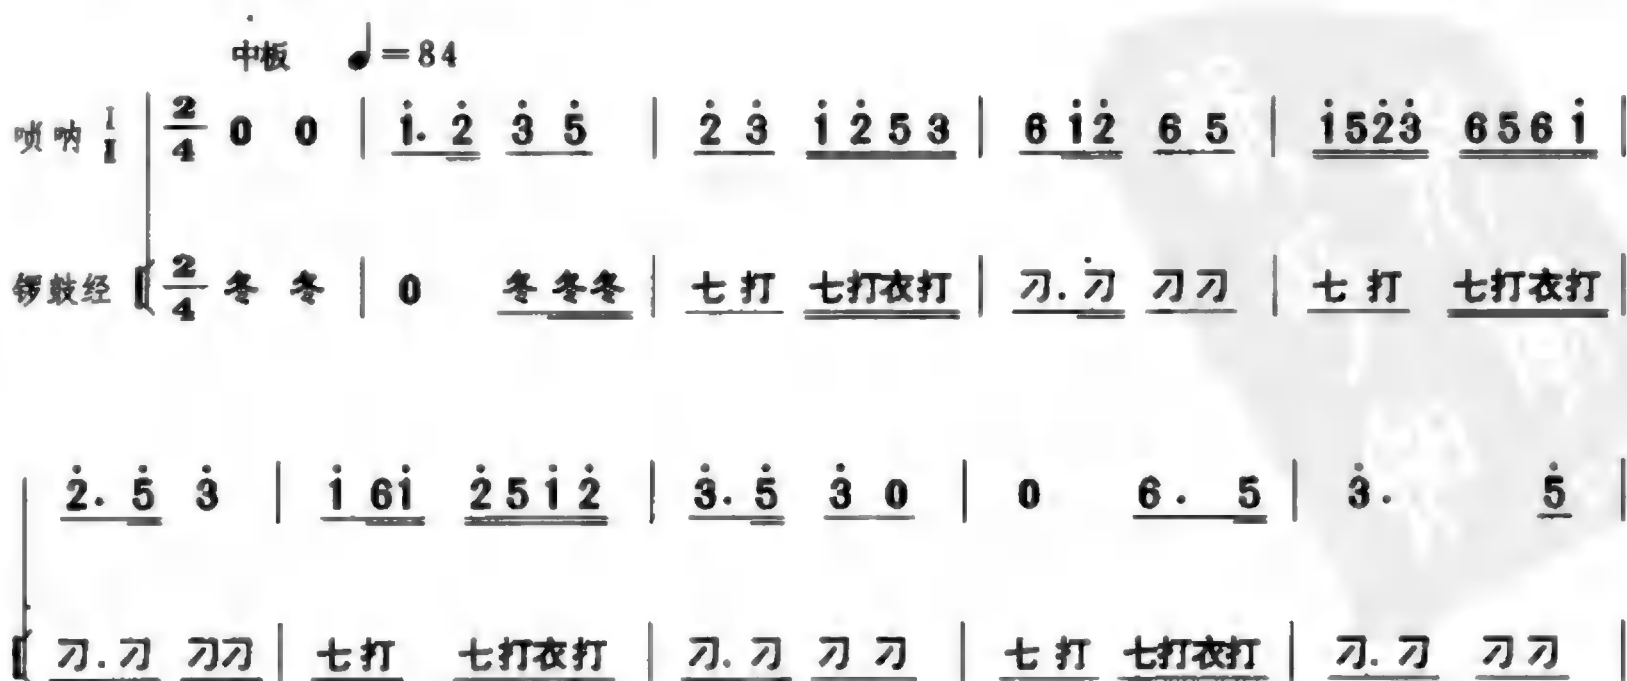 中板 ♩=84
唢呐 I II 2/4 0 0 | i̇. 2̇ 3̇ 5̇ | 2̇ 3̇ i̇ 2̇ 5 3 | 6 i̇ 2̇ 6 5 | i̇ 5 2̇ 3̇ 6 5 6 i̇ |
锣鼓经 2/4 冬 冬 | 0 冬 冬冬 | 七 打 七打衣打 | 刀. 刀 刀刀 | 七 打 七打衣打 |
2̇. 5̇ 3̇ | i̇ 6 i̇ 2̇ 5 i̇ 2̇ | 3̇. 5̇ 3̇ 0 | 0 6. 5 | 3̇. 5̇ |
刀. 刀 刀刀 | 七打 七打衣打 | 刀. 刀 刀 刀 | 七 打 七打衣打 | 刀. 刀 刀刀 |